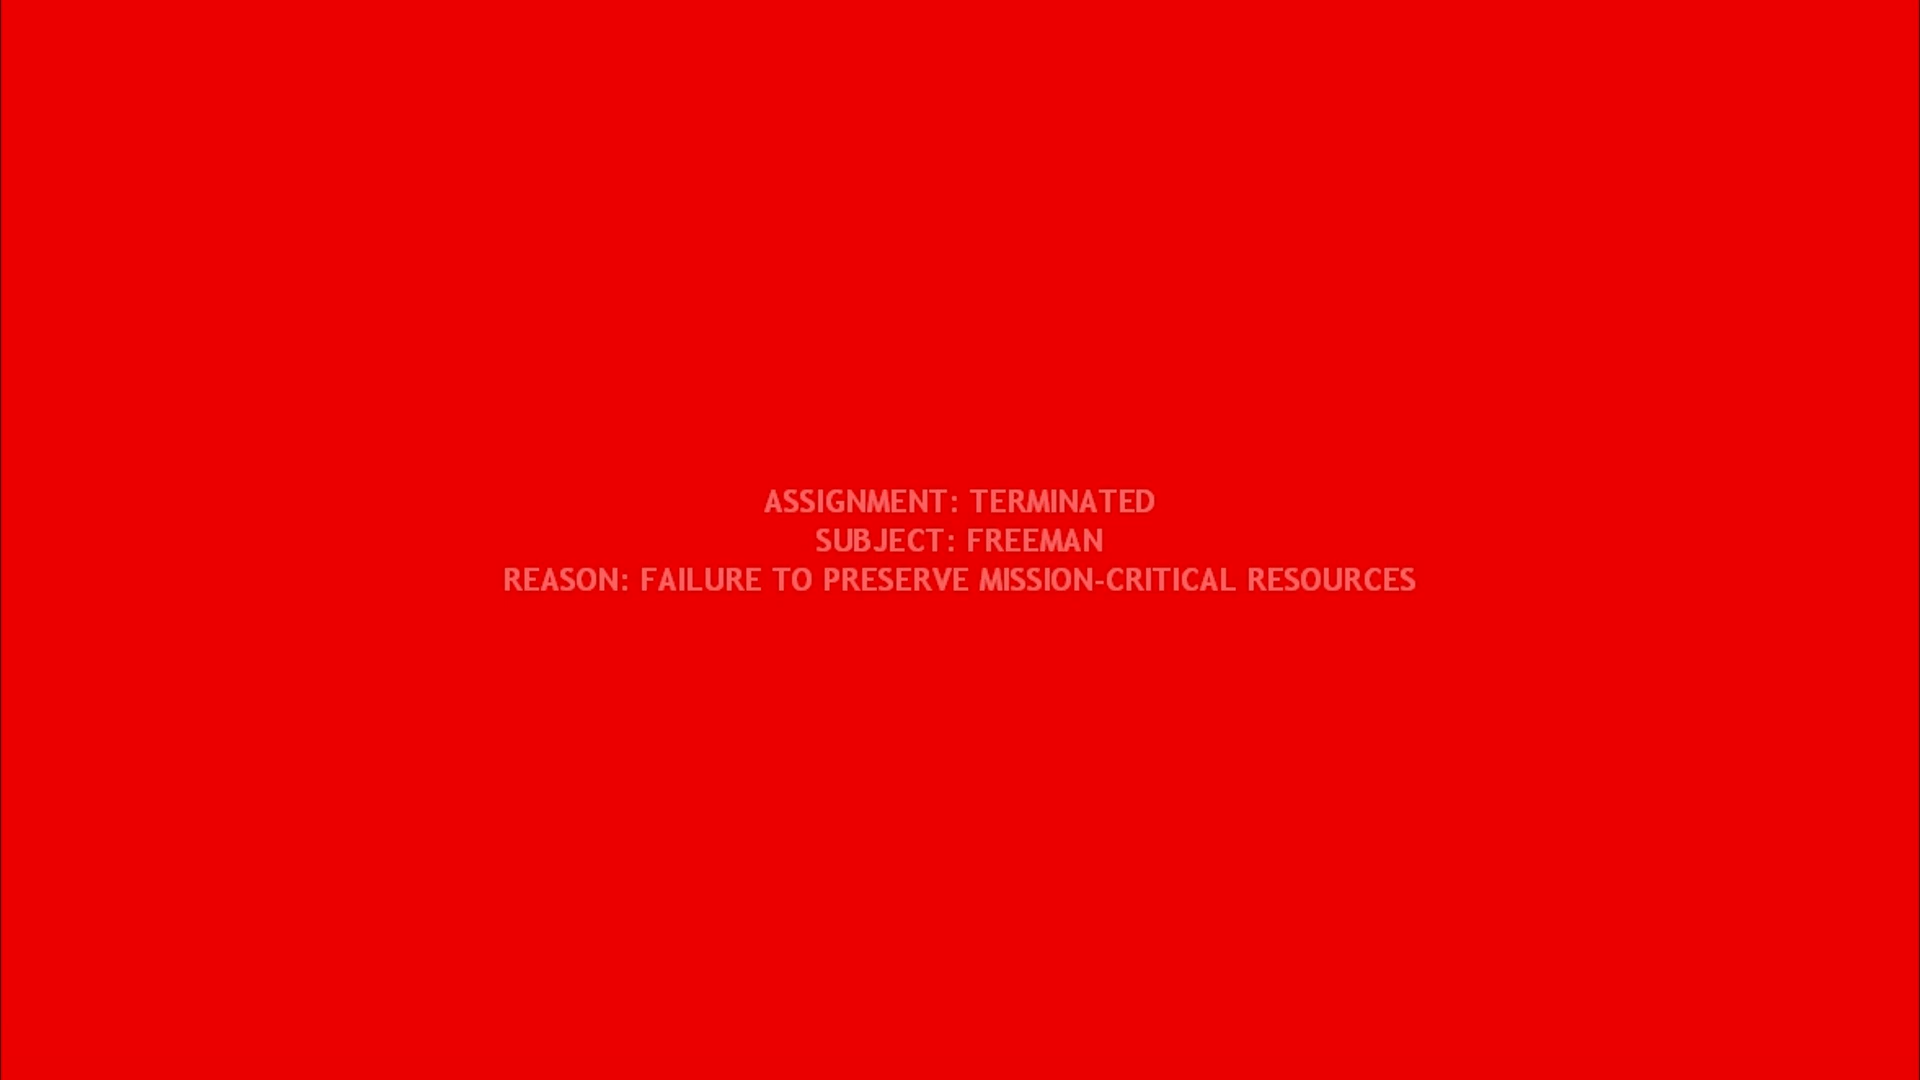 ASSIGNMENT: TERMINATED
SUBJECT: FREEMAN
REASON: FAILURE TO PRESERVE MISSION-CRITICAL RESOURCES